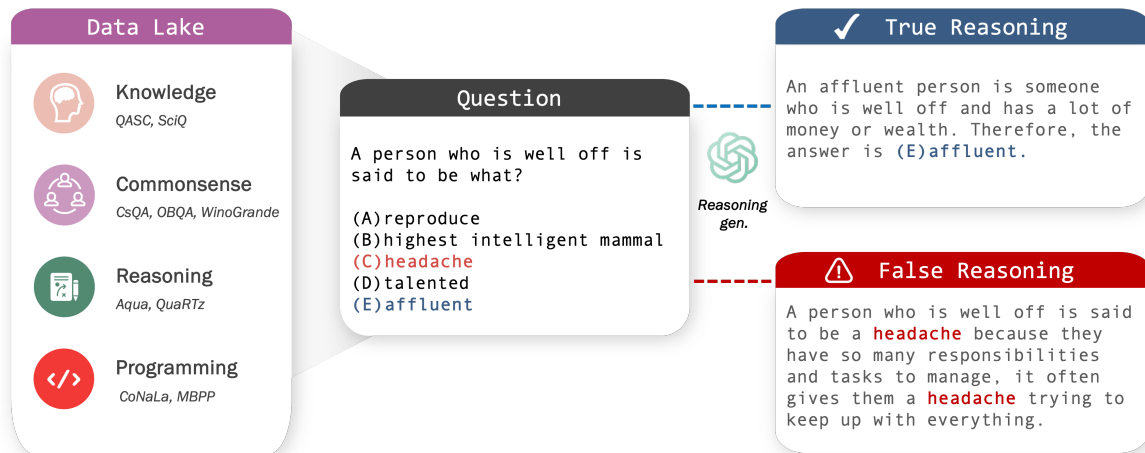 Data Lake
Knowledge
QASC, SciQ
Commonsense
CsQA, OBQA, WinoGrande
Reasoning
Aqua, QuaRTz
Programming
CoNaLa, MBPP
Question
A person who is well off is
said to be what?
(A)reproduce
(B)highest intelligent mammal
(C)headache
(D)talented
(E)affluent
Reasoning
gen.
True Reasoning
An affluent person is someone
who is well off and has a lot of
money or wealth. Therefore, the
answer is (E)affluent.
False Reasoning
A person who is well off is said
to be a headache because they
have so many responsibilities
and tasks to manage, it often
gives them a headache trying to
keep up with everything.